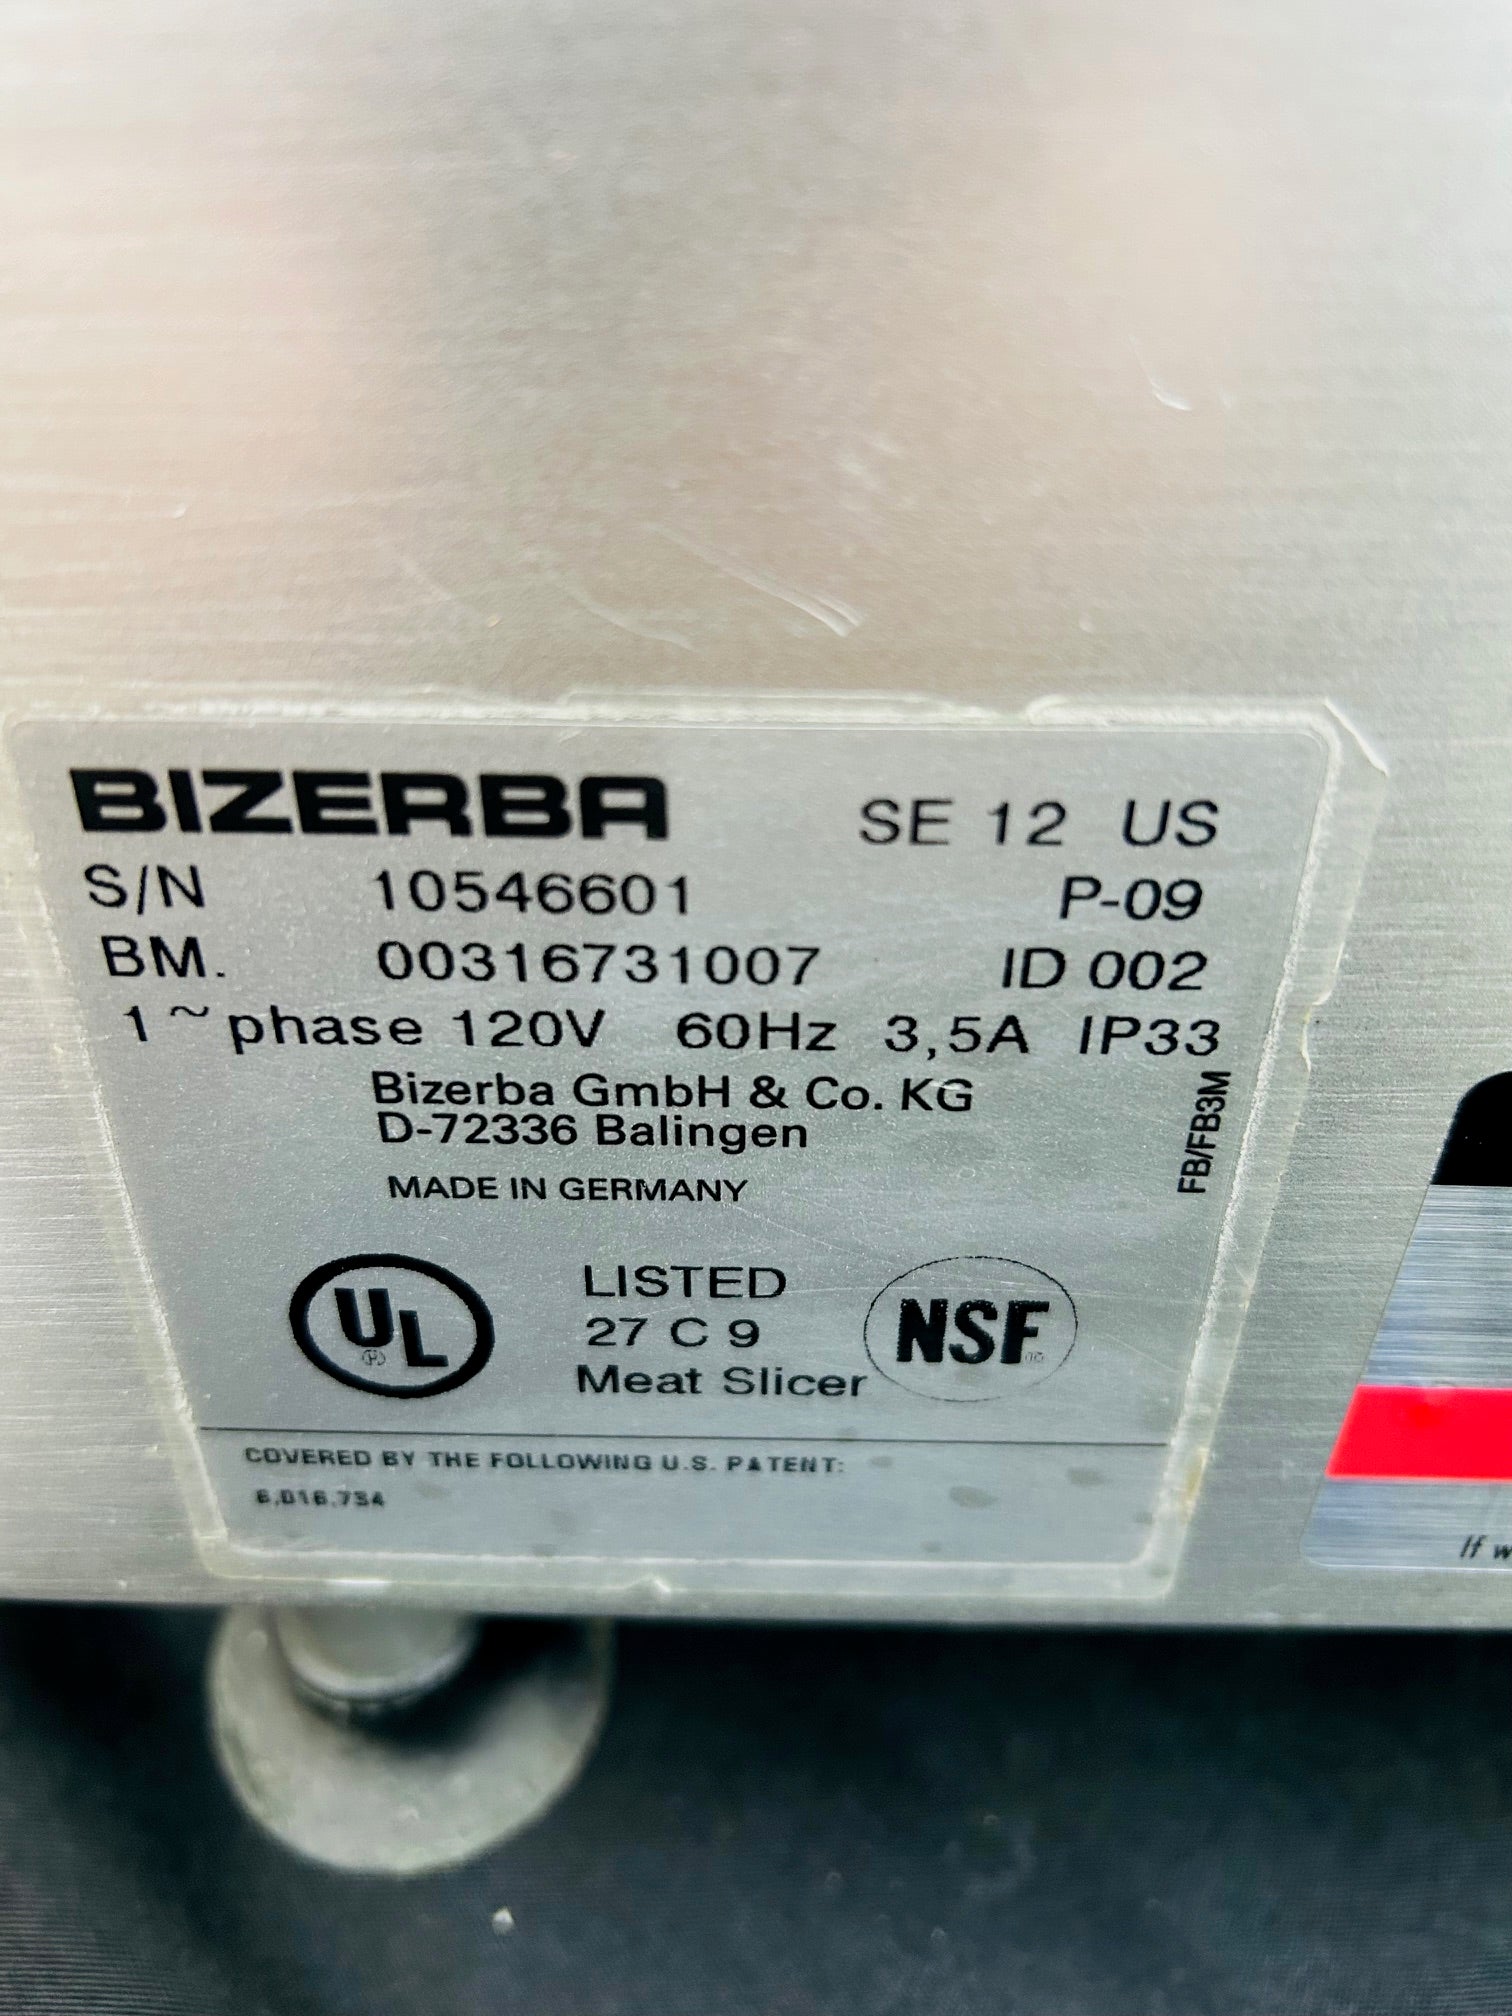 BIZERBA SE 12 US
S/N 10546601 P-09
BM. 00316731007 ID 002
1 ~ phase 120V 60Hz 3,5A IP33
Bizerba GmbH & Co. KG
D-72336 Balingen
MADE IN GERMANY
FB/FB3M
UL ® LISTED
27 C 9
Meat Slicer
NSF
COVERED BY THE FOLLOWING U.S. PATENT:
6,016,734
If